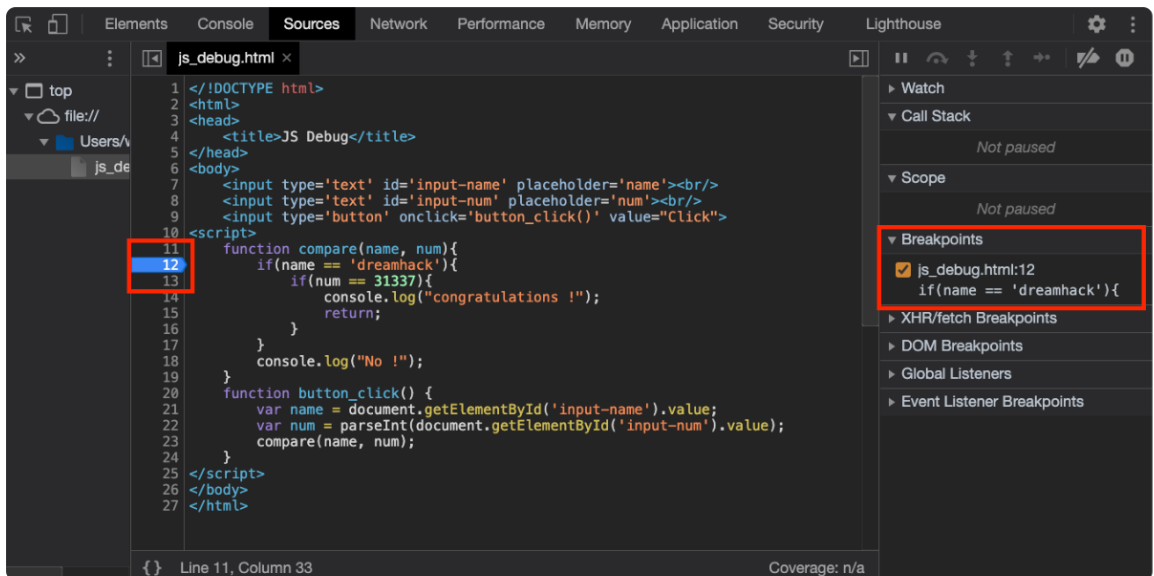 Elements Console Sources Network Performance Memory Application Security Lighthouse
» js_debug.html ×
top
file://
Users/
js_de
1 </!DOCTYPE html>
2 <html>
3 <head>
4 <title>JS Debug</title>
5 </head>
6 <body>
7 <input type='text' id='input-name' placeholder='name'><br/>
8 <input type='text' id='input-num' placeholder='num'><br/>
9 <input type='button' onclick='button_click()' value="Click">
10 <script>
11 function compare(name, num){
12 if(name == 'dreamhack'){
13 if(num == 31337){
14 console.log("congratulations !");
15 return;
16 }
17 }
18 console.log("No !");
19 }
20 function button_click() {
21 var name = document.getElementById('input-name').value;
22 var num = parseInt(document.getElementById('input-num').value);
23 compare(name, num);
24 }
25 </script>
26 </body>
27 </html>
{} Line 11, Column 33 Coverage: n/a
Watch
Call Stack
Not paused
Scope
Not paused
Breakpoints
js_debug.html:12
if(name == 'dreamhack'){
XHR/fetch Breakpoints
DOM Breakpoints
Global Listeners
Event Listener Breakpoints